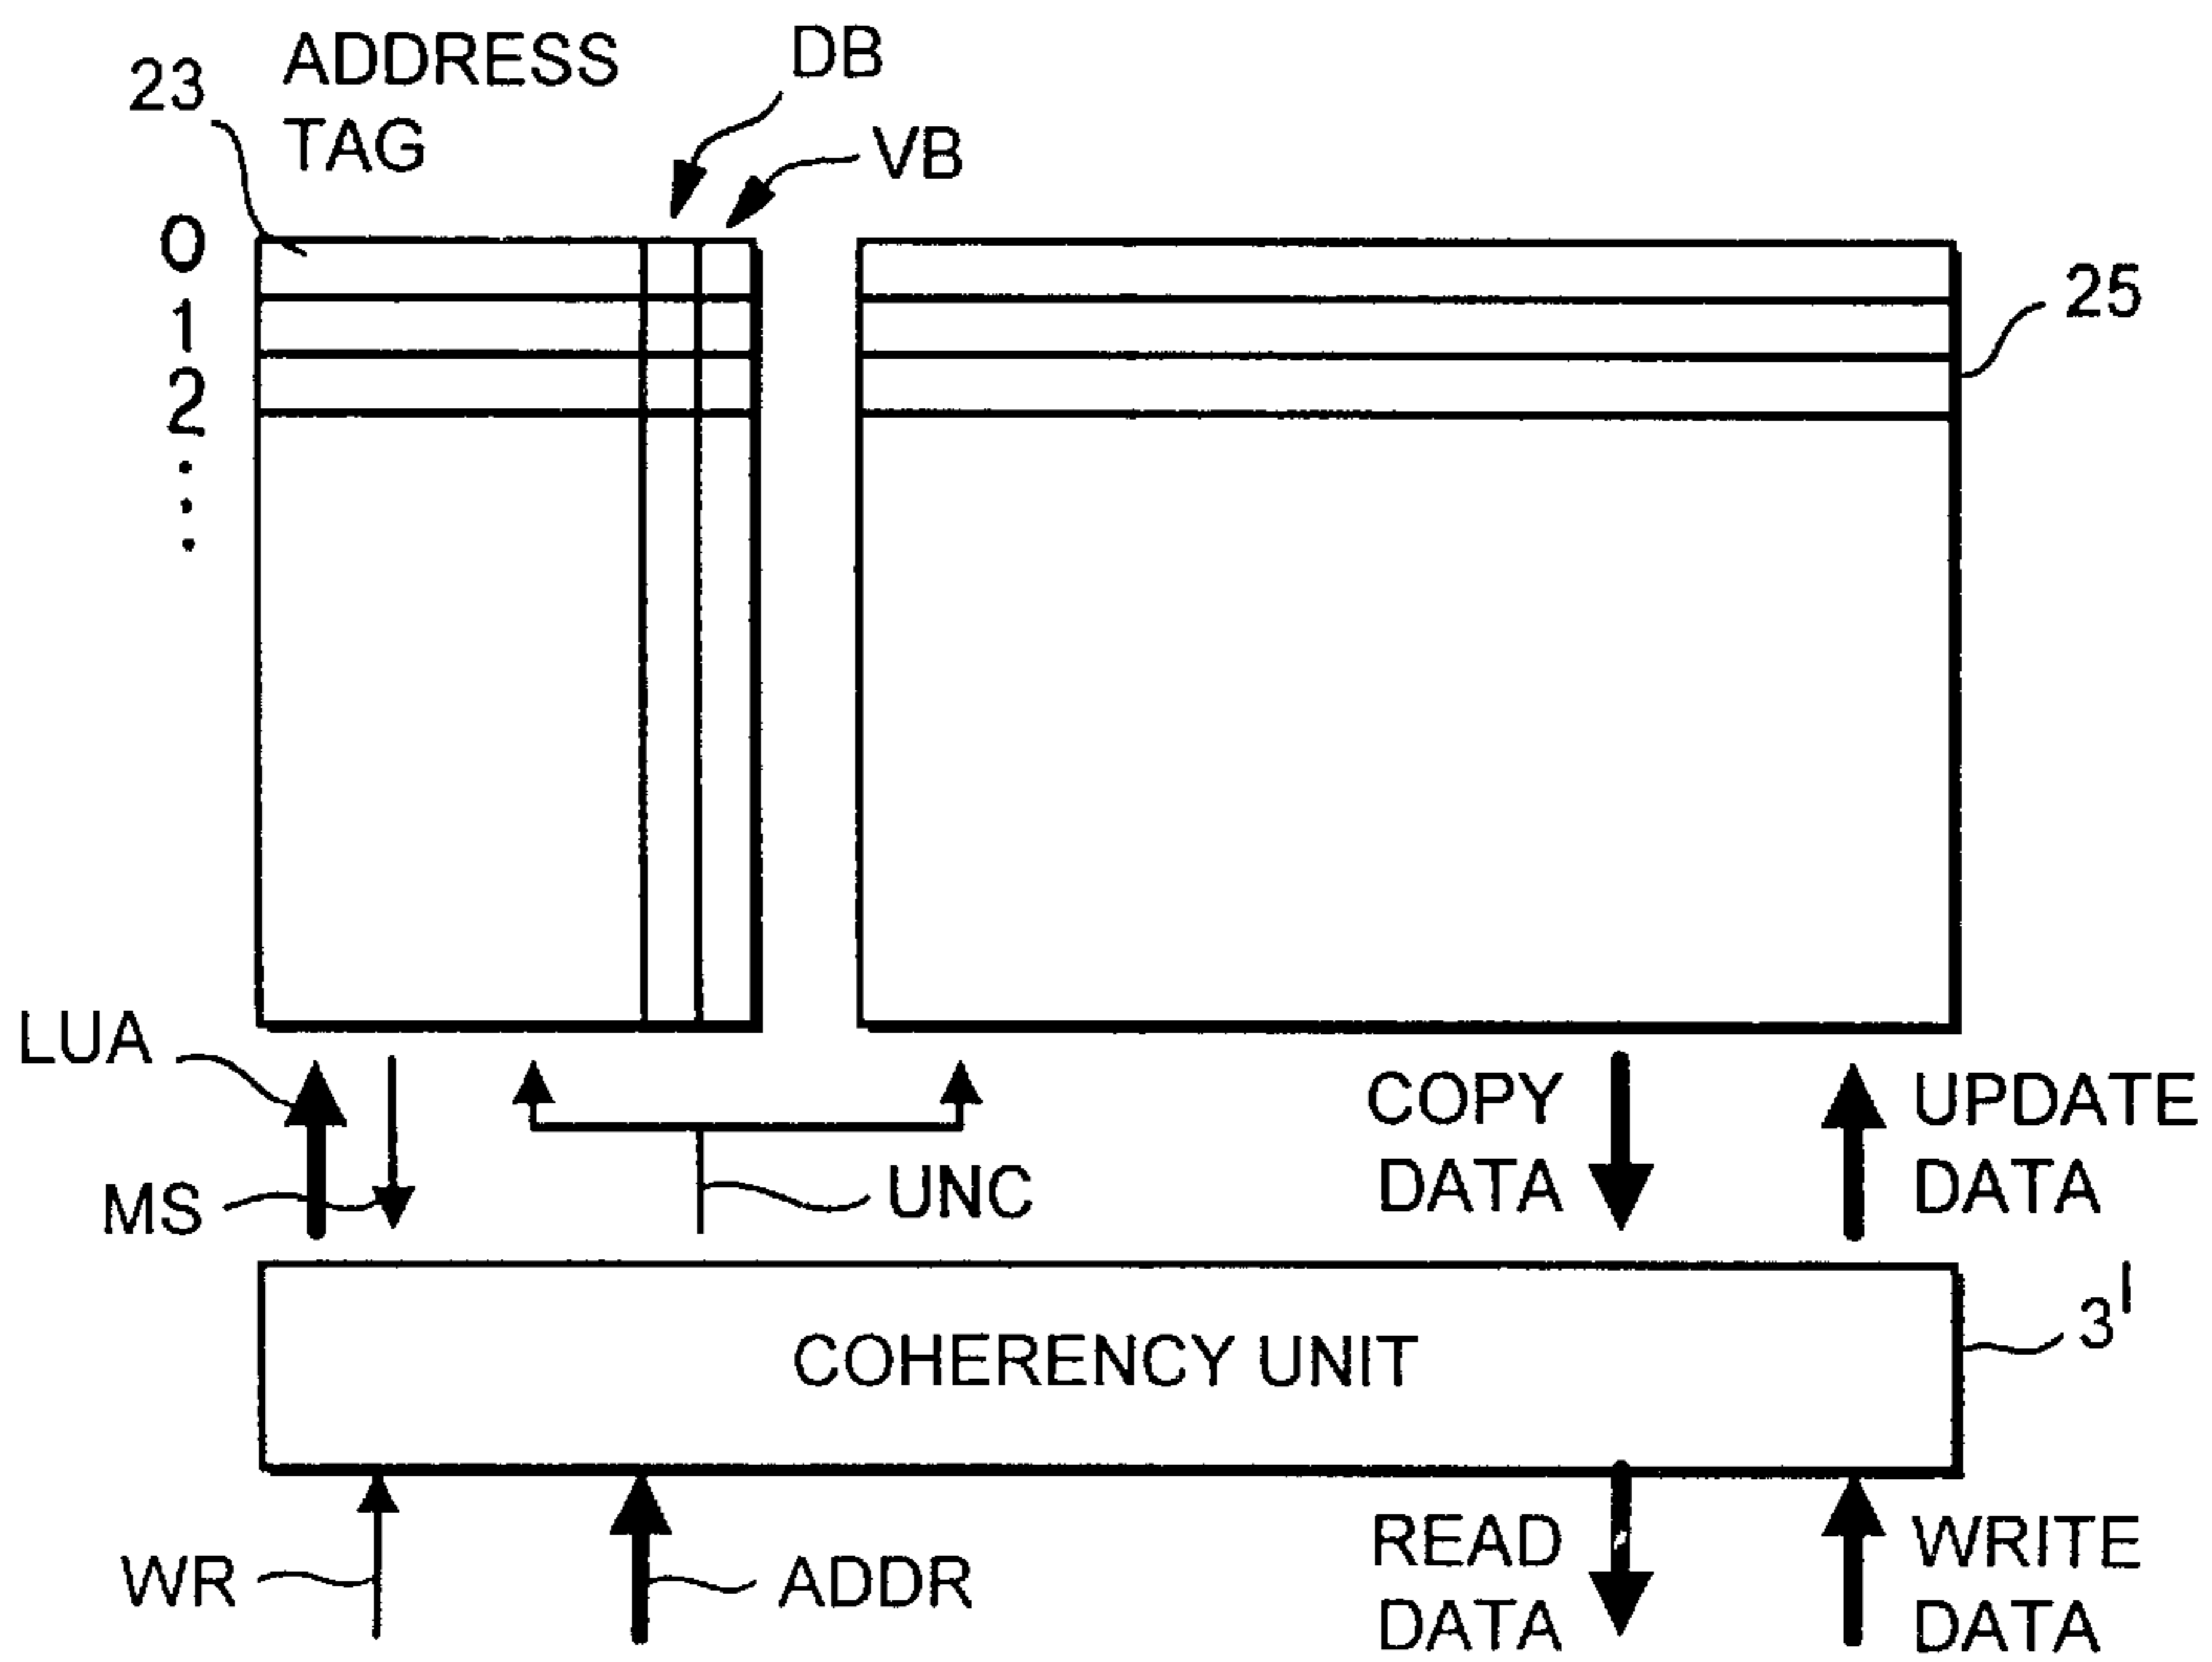 23
ADDRESS
TAG
DB
VB
0
1
2
25
LUA
MS
UNC
COPY
DATA
UPDATE
DATA
COHERENCY UNIT
3'
WR
ADDR
READ
DATA
WRITE
DATA